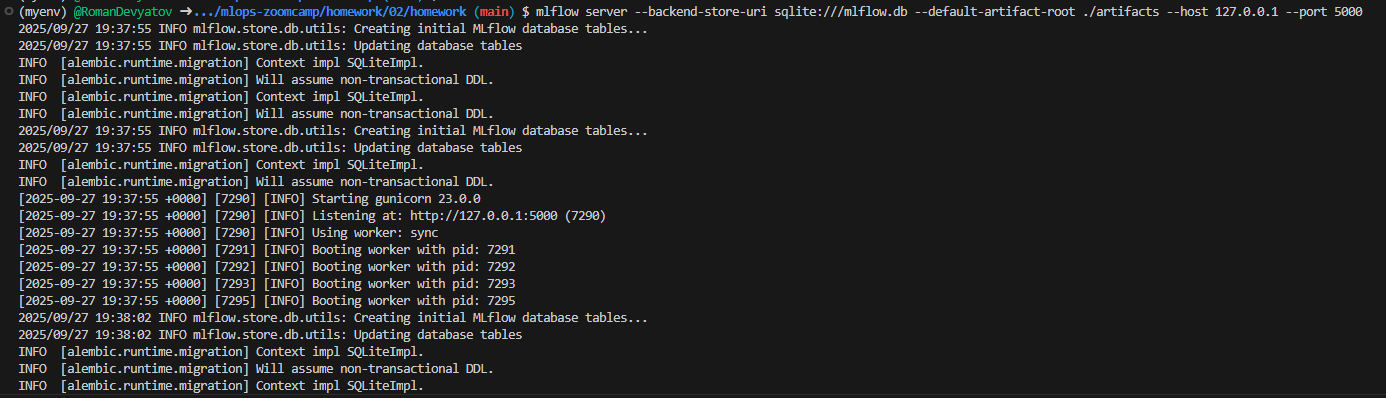 (myenv) @RomanDevyatov ➜.../mlops-zoomcamp/homework/02/homework (main) $ mlflow server --backend-store-uri sqlite:///mlflow.db --default-artifact-root ./artifacts --host 127.0.0.1 --port 5000
2025/09/27 19:37:55 INFO mlflow.store.db.utils: Creating initial MLflow database tables...
2025/09/27 19:37:55 INFO mlflow.store.db.utils: Updating database tables
INFO  [alembic.runtime.migration] Context impl SQLiteImpl.
INFO  [alembic.runtime.migration] Will assume non-transactional DDL.
INFO  [alembic.runtime.migration] Context impl SQLiteImpl.
INFO  [alembic.runtime.migration] Will assume non-transactional DDL.
2025/09/27 19:37:55 INFO mlflow.store.db.utils: Creating initial MLflow database tables...
2025/09/27 19:37:55 INFO mlflow.store.db.utils: Updating database tables
INFO  [alembic.runtime.migration] Context impl SQLiteImpl.
INFO  [alembic.runtime.migration] Will assume non-transactional DDL.
[2025-09-27 19:37:55 +0000] [7290] [INFO] Starting gunicorn 23.0.0
[2025-09-27 19:37:55 +0000] [7290] [INFO] Listening at: http://127.0.0.1:5000 (7290)
[2025-09-27 19:37:55 +0000] [7290] [INFO] Using worker: sync
[2025-09-27 19:37:55 +0000] [7291] [INFO] Booting worker with pid: 7291
[2025-09-27 19:37:55 +0000] [7292] [INFO] Booting worker with pid: 7292
[2025-09-27 19:37:55 +0000] [7293] [INFO] Booting worker with pid: 7293
[2025-09-27 19:37:55 +0000] [7295] [INFO] Booting worker with pid: 7295
2025/09/27 19:38:02 INFO mlflow.store.db.utils: Creating initial MLflow database tables...
2025/09/27 19:38:02 INFO mlflow.store.db.utils: Updating database tables
INFO  [alembic.runtime.migration] Context impl SQLiteImpl.
INFO  [alembic.runtime.migration] Will assume non-transactional DDL.
INFO  [alembic.runtime.migration] Context impl SQLiteImpl.